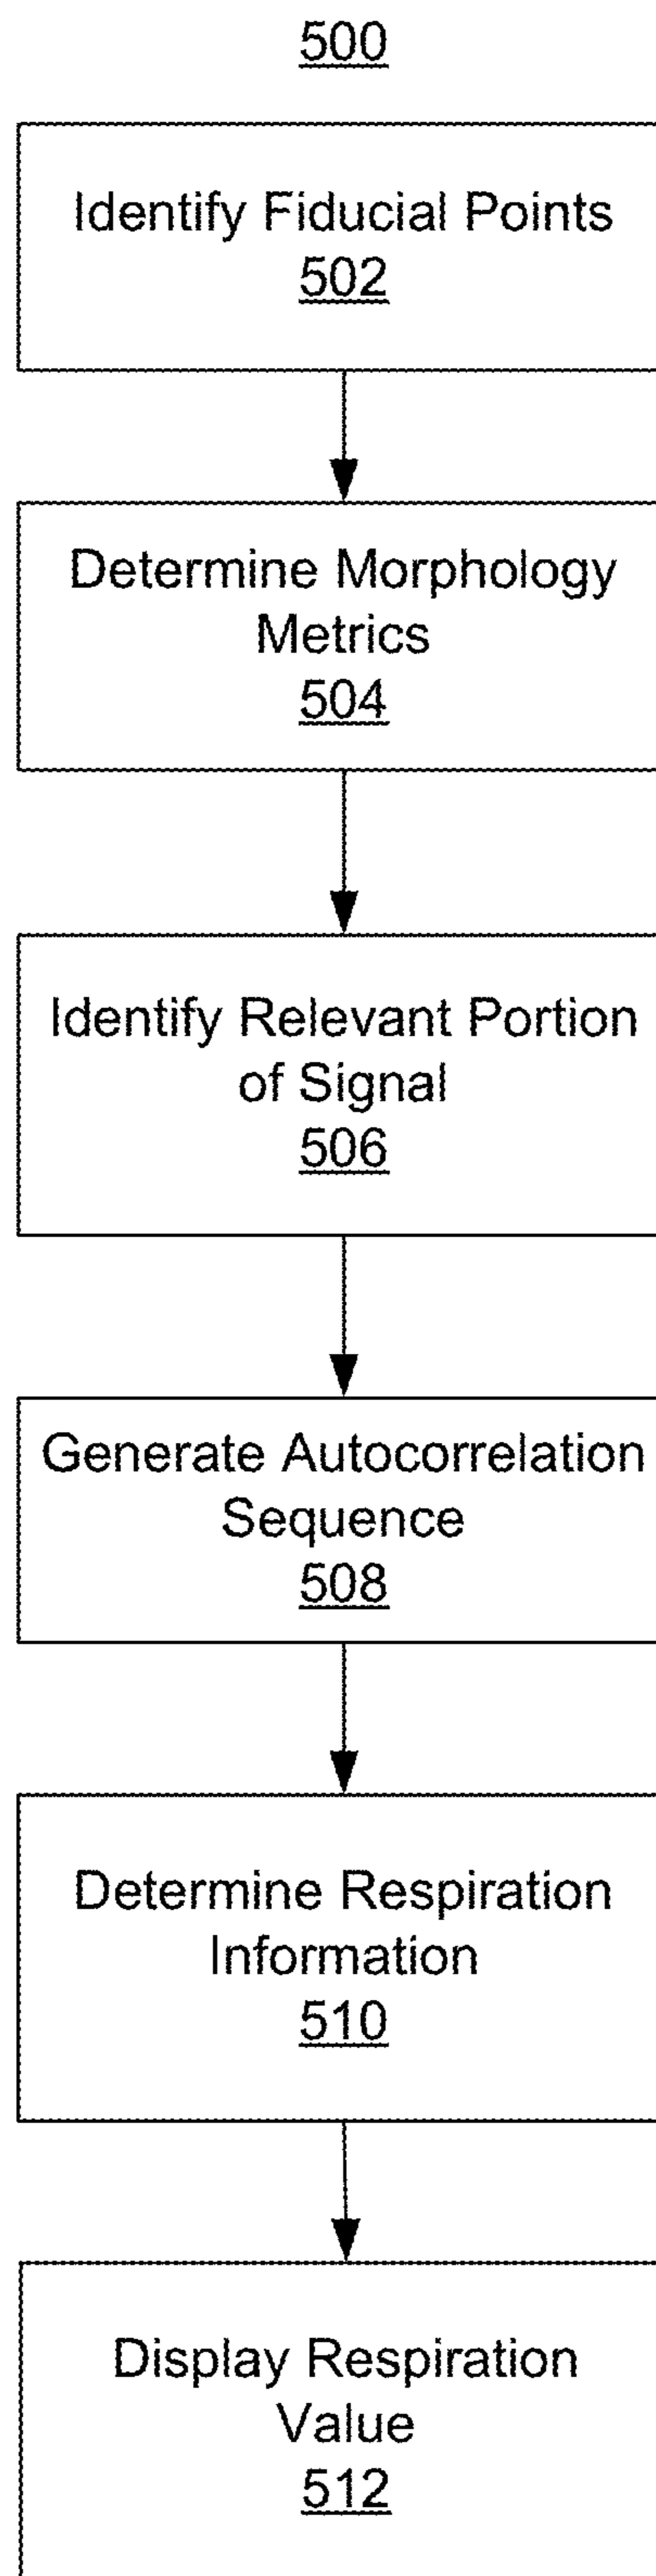 500
Identify Fiducial Points
502
Determine Morphology
Metrics
504
Identify Relevant Portion
of Signal
506
Generate Autocorrelation
Sequence
508
Determine Respiration
Information
510
Display Respiration
Value
512